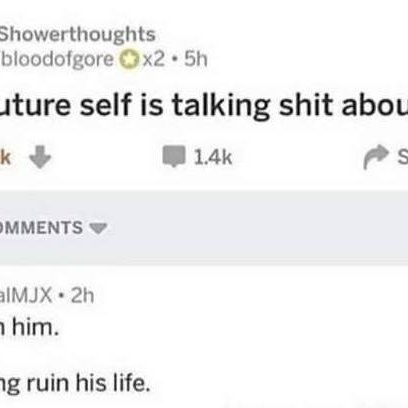 Showerthoughts
bloodofgore x2 • 5h
uture self is talking shit abou
k 1.4k S
OMMENTS
alMJX • 2h
n him.
ng ruin his life.